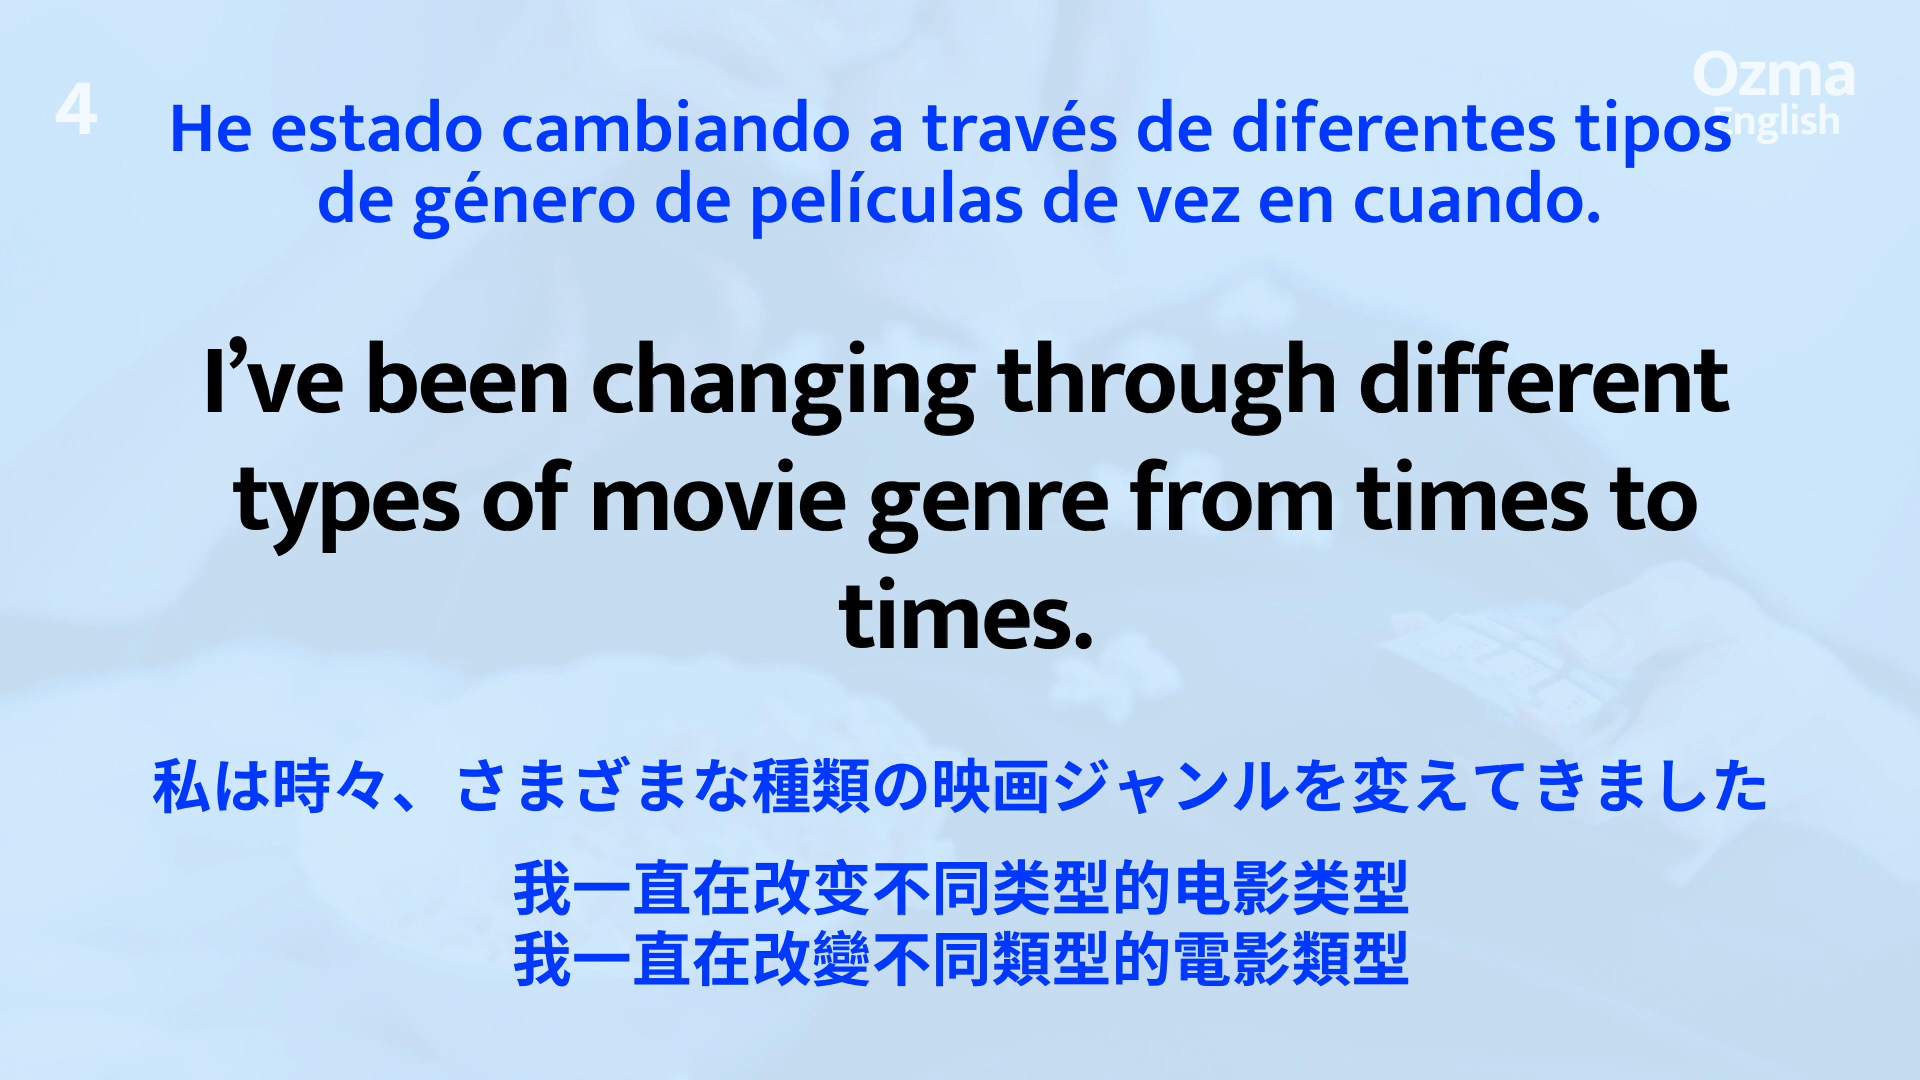 4
Ozma
English
He estado cambiando a través de diferentes tipos
de género de películas de vez en cuando.
I’ve been changing through different
types of movie genre from times to
times.
私は時々、さまざまな種類の映画ジャンルを変えてきました
我一直在改变不同类型的电影类型
我一直在改變不同類型的電影類型